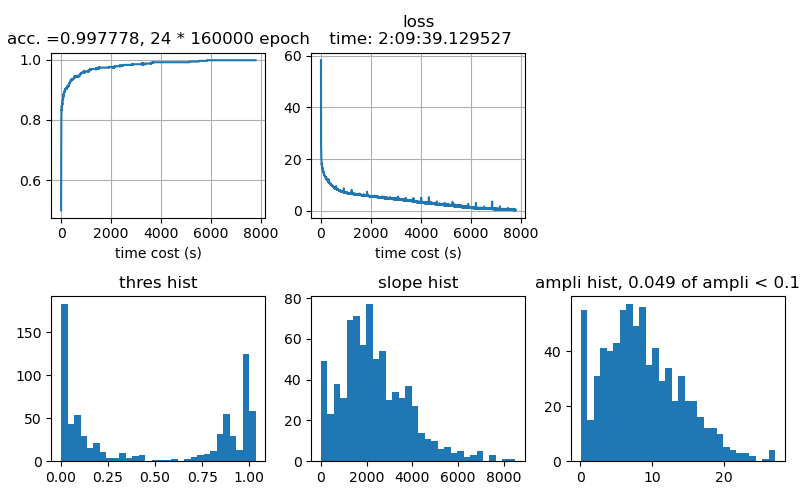 acc. =0.997778, 24 * 160000 epoch
loss
time: 2:09:39.129527
1.0
0.8
0.6
0 2000 4000 6000 8000
time cost (s)
60
40
20
0
0 2000 4000 6000 8000
time cost (s)
thres hist
150
100
50
0
0.00 0.25 0.50 0.75 1.00
slope hist
80
60
40
20
0
0 2000 4000 6000 8000
ampli hist, 0.049 of ampli < 0.1
40
20
0
0 10 20